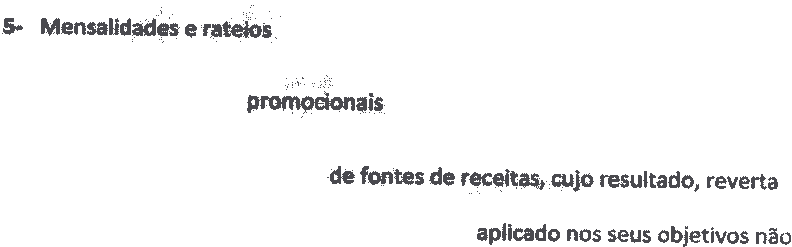 5- Mensalidades e rateios
promocionais
de fontes de receitas, cujo resultado, reverta
aplicado nos seus objetivos não